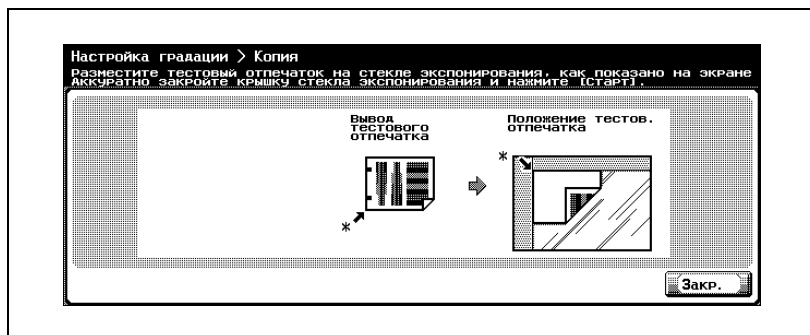 Настройка градации > Копия
Разместите тестовый отпечаток на стекле экспонирования, как показано на экране
Аккуратно закройте крышку стекла экспонирования и нажмите [Старт].
Вывод
тестового
отпечатка
Положение тестов.
отпечатка
*
*
Закр.